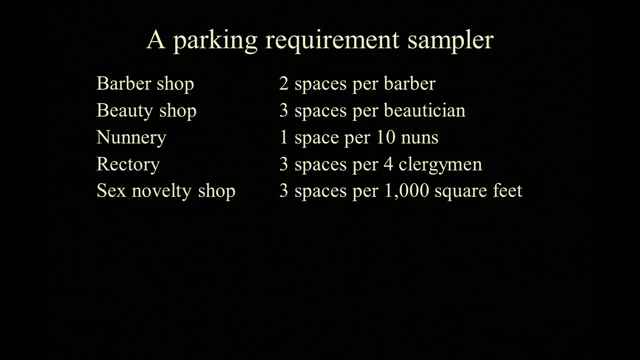 A parking requirement sampler
Barber shop 2 spaces per barber
Beauty shop 3 spaces per beautician
Nunnery 1 space per 10 nuns
Rectory 3 spaces per 4 clergymen
Sex novelty shop 3 spaces per 1,000 square feet